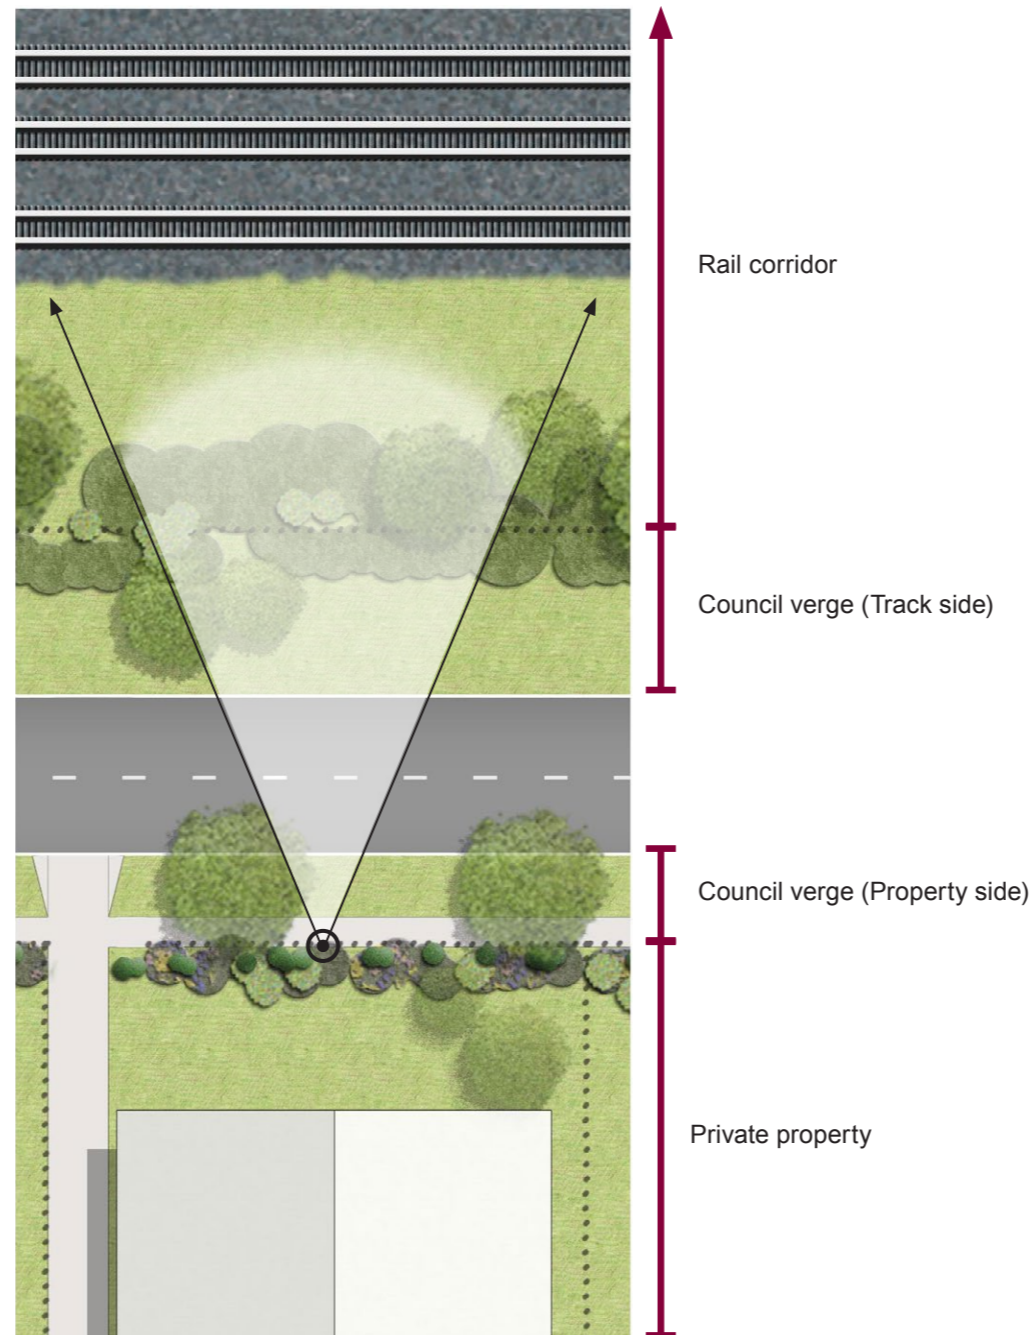 Rail corridor
Council verge (Track side)
Council verge (Property side)
Private property